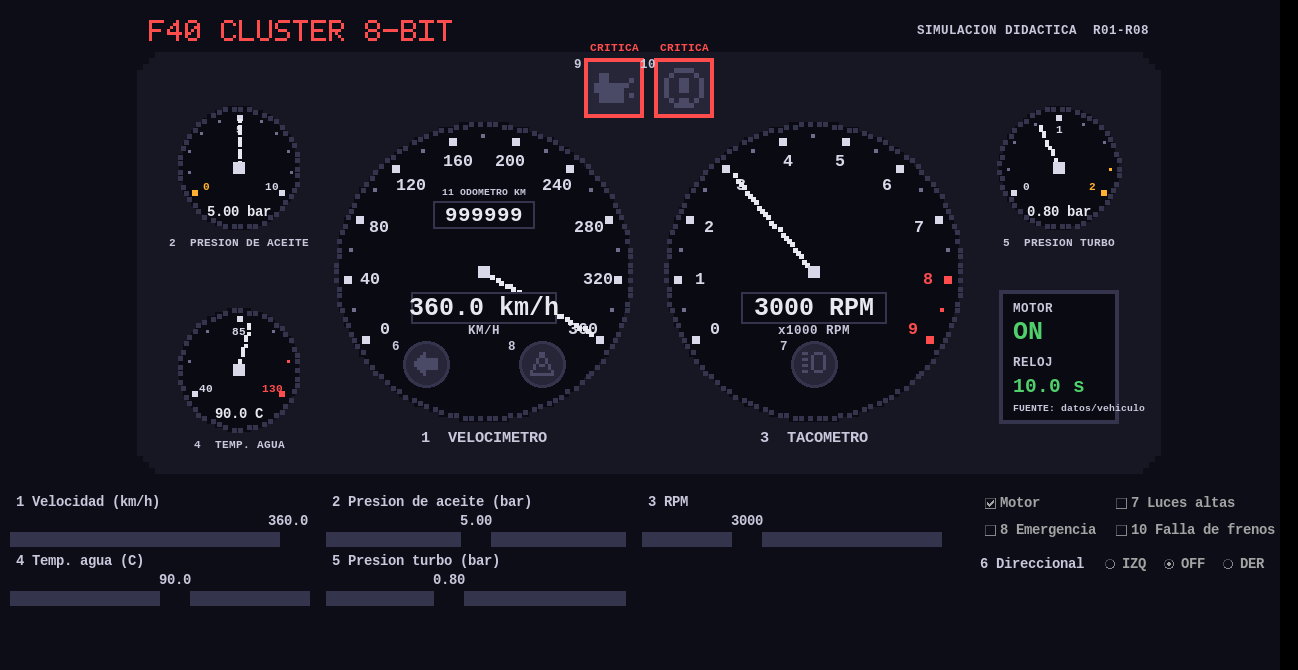 F40 CLUSTER 8-BIT
SIMULACION DIDACTICA R01-R08
CRITICA CRITICA
9 10
5
0 10
5.00 bar
2 PRESION DE ACEITE
85
40 130
90.0 C
4 TEMP. AGUA
160 200
120 240
11 ODOMETRO KM
999999
80 280
40 320
360.0 km/h
0 360
KM/H
6 8
1 VELOCIMETRO
4 5
3 6
2 7
1 8
3000 RPM
0 9
x1000 RPM
7
3 TACOMETRO
1
0 2
0.80 bar
5 PRESION TURBO
MOTOR
ON
RELOJ
10.0 s
FUENTE: datos/vehiculo
1 Velocidad (km/h)
360.0
2 Presion de aceite (bar)
5.00
3 RPM
3000
4 Temp. agua (C)
90.0
5 Presion turbo (bar)
0.80
Motor
7 Luces altas
8 Emergencia
10 Falla de frenos
6 Direccional IZQ OFF DER